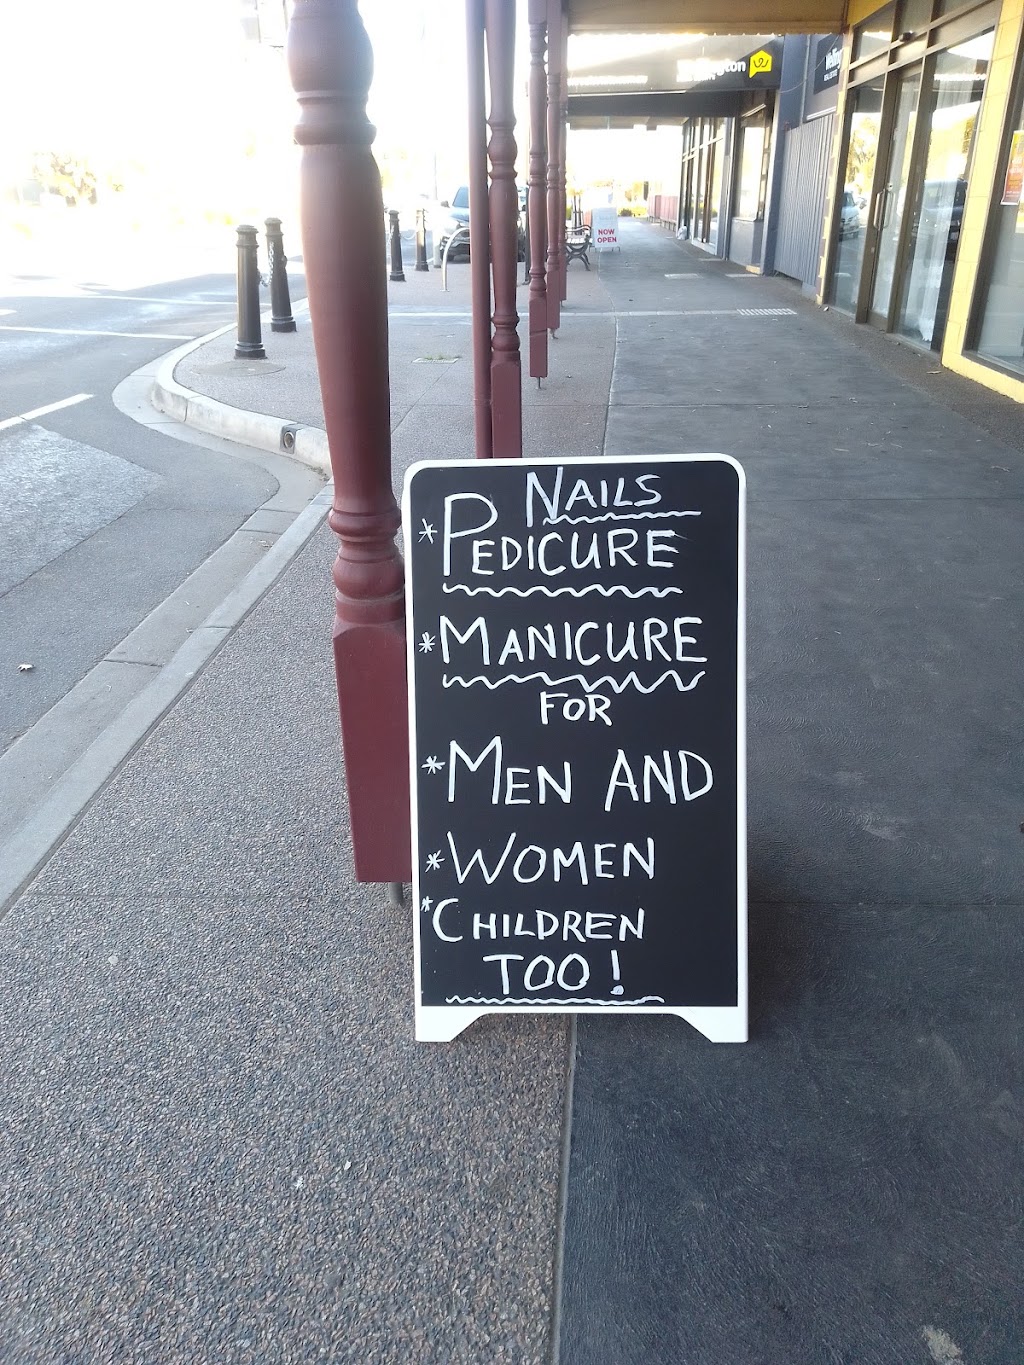 NAILS
* PEDICURE
* MANICURE
FOR
* MEN AND
* WOMEN
* CHILDREN
TOO!
NOW
OPEN